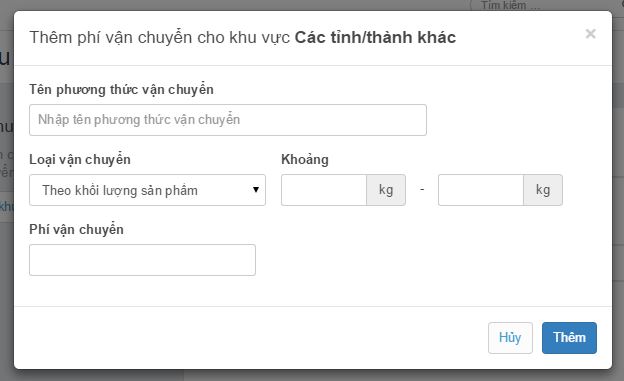 Tìm kiếm ...
Thêm phí vận chuyển cho khu vực Các tỉnh/thành khác
×
Tên phương thức vận chuyển
Nhập tên phương thức vận chuyển
Loại vận chuyển
Khoảng
Theo khối lượng sản phẩm
kg
-
kg
Phí vận chuyển
Hủy
Thêm